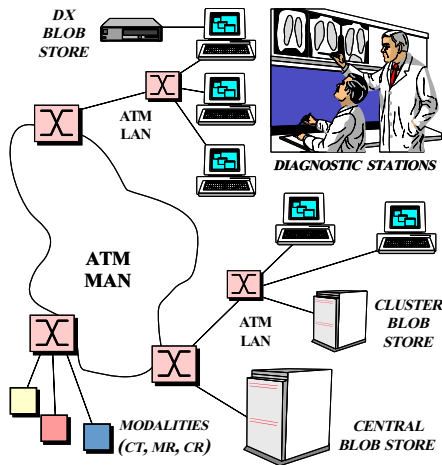 DX
BLOB
STORE
ATM
LAN
DIAGNOSTIC STATIONS
ATM
MAN
ATM
LAN
CLUSTER
BLOB
STORE
MODALITIES
(CT, MR, CR)
CENTRAL
BLOB STORE